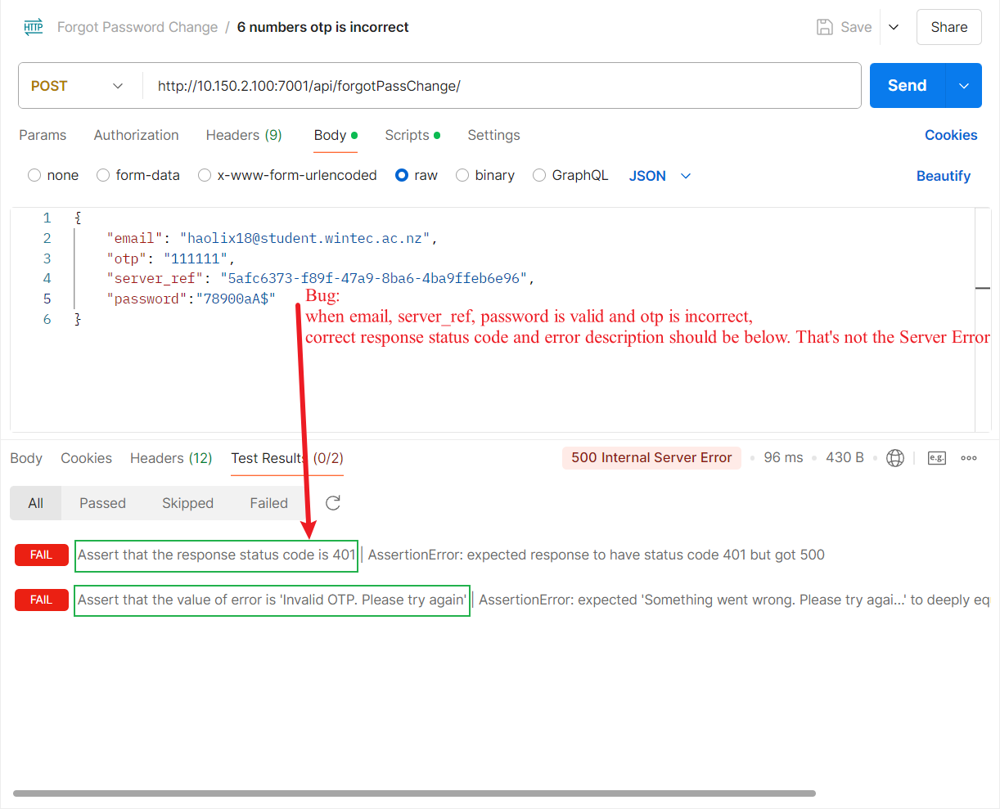 HTTP Forgot Password Change / 6 numbers otp is incorrect Save Share
POST http://10.150.2.100:7001/api/forgotPassChange/ Send
Params Authorization Headers (9) Body Scripts Settings Cookies
none form-data x-www-form-urlencoded raw binary GraphQL JSON Beautify
1 {
2 "email": "haolix18@student.wintec.ac.nz",
3 "otp": "111111",
4 "server_ref": "5afc6373-f89f-47a9-8ba6-4ba9ffeb6e96",
5 "password":"78900aA$"
6 }
Bug:
when email, server_ref, password is valid and otp is incorrect,
correct response status code and error description should be below. That's not the Server Error
Body Cookies Headers (12) Test Results (0/2) 500 Internal Server Error 96 ms 430 B e.g.
All Passed Skipped Failed
FAIL Assert that the response status code is 401 | AssertionError: expected response to have status code 401 but got 500
FAIL Assert that the value of error is 'Invalid OTP. Please try again' | AssertionError: expected 'Something went wrong. Please try agai...' to deeply eq